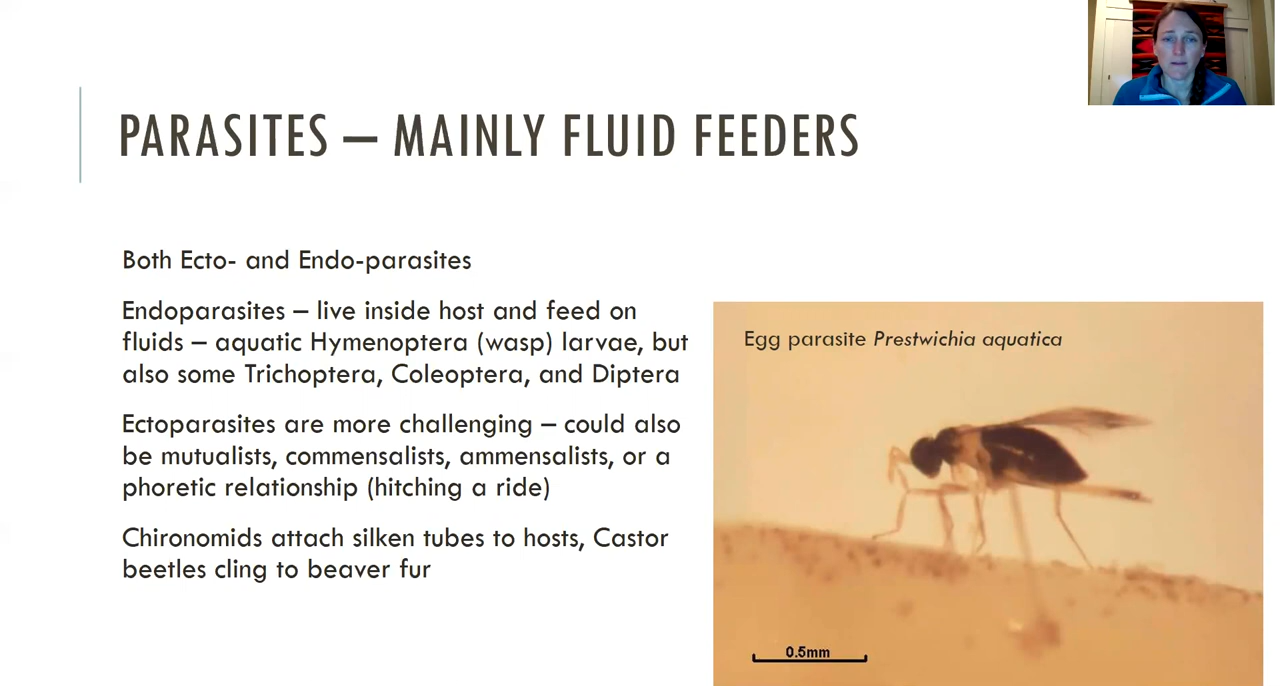 PARASITES – MAINLY FLUID FEEDERS
Both Ecto- and Endo-parasites
Endoparasites – live inside host and feed on
fluids – aquatic Hymenoptera (wasp) larvae, but
also some Trichoptera, Coleoptera, and Diptera
Ectoparasites are more challenging – could also
be mutualists, commensalists, ammensalists, or a
phoretic relationship (hitching a ride)
Chironomids attach silken tubes to hosts, Castor
beetles cling to beaver fur
Egg parasite Prestwichia aquatica
0.5mm